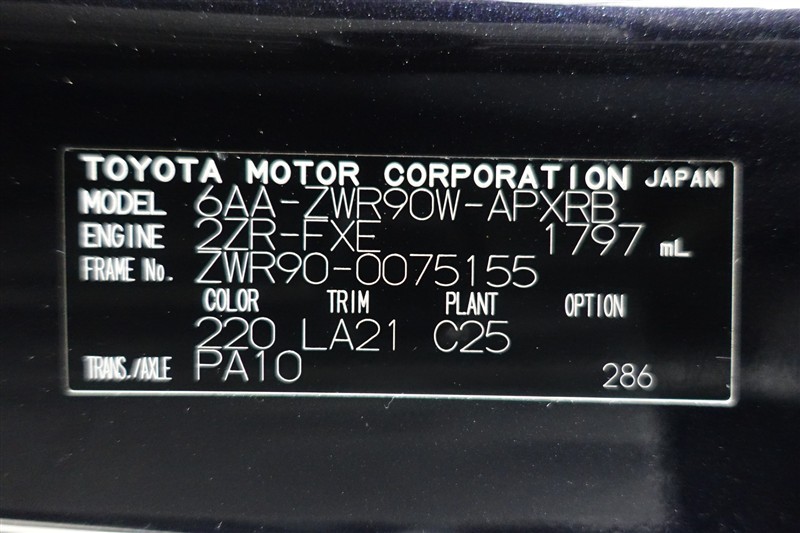 TOYOTA MOTOR CORPORATION JAPAN
MODEL 6AA-ZWR90W-APXRB
ENGINE 2ZR-FXE 1797 mL
FRAME No. ZWR90-0075155
COLOR TRIM PLANT OPTION
220 LA21 C25
TRANS./AXLE PA10 286